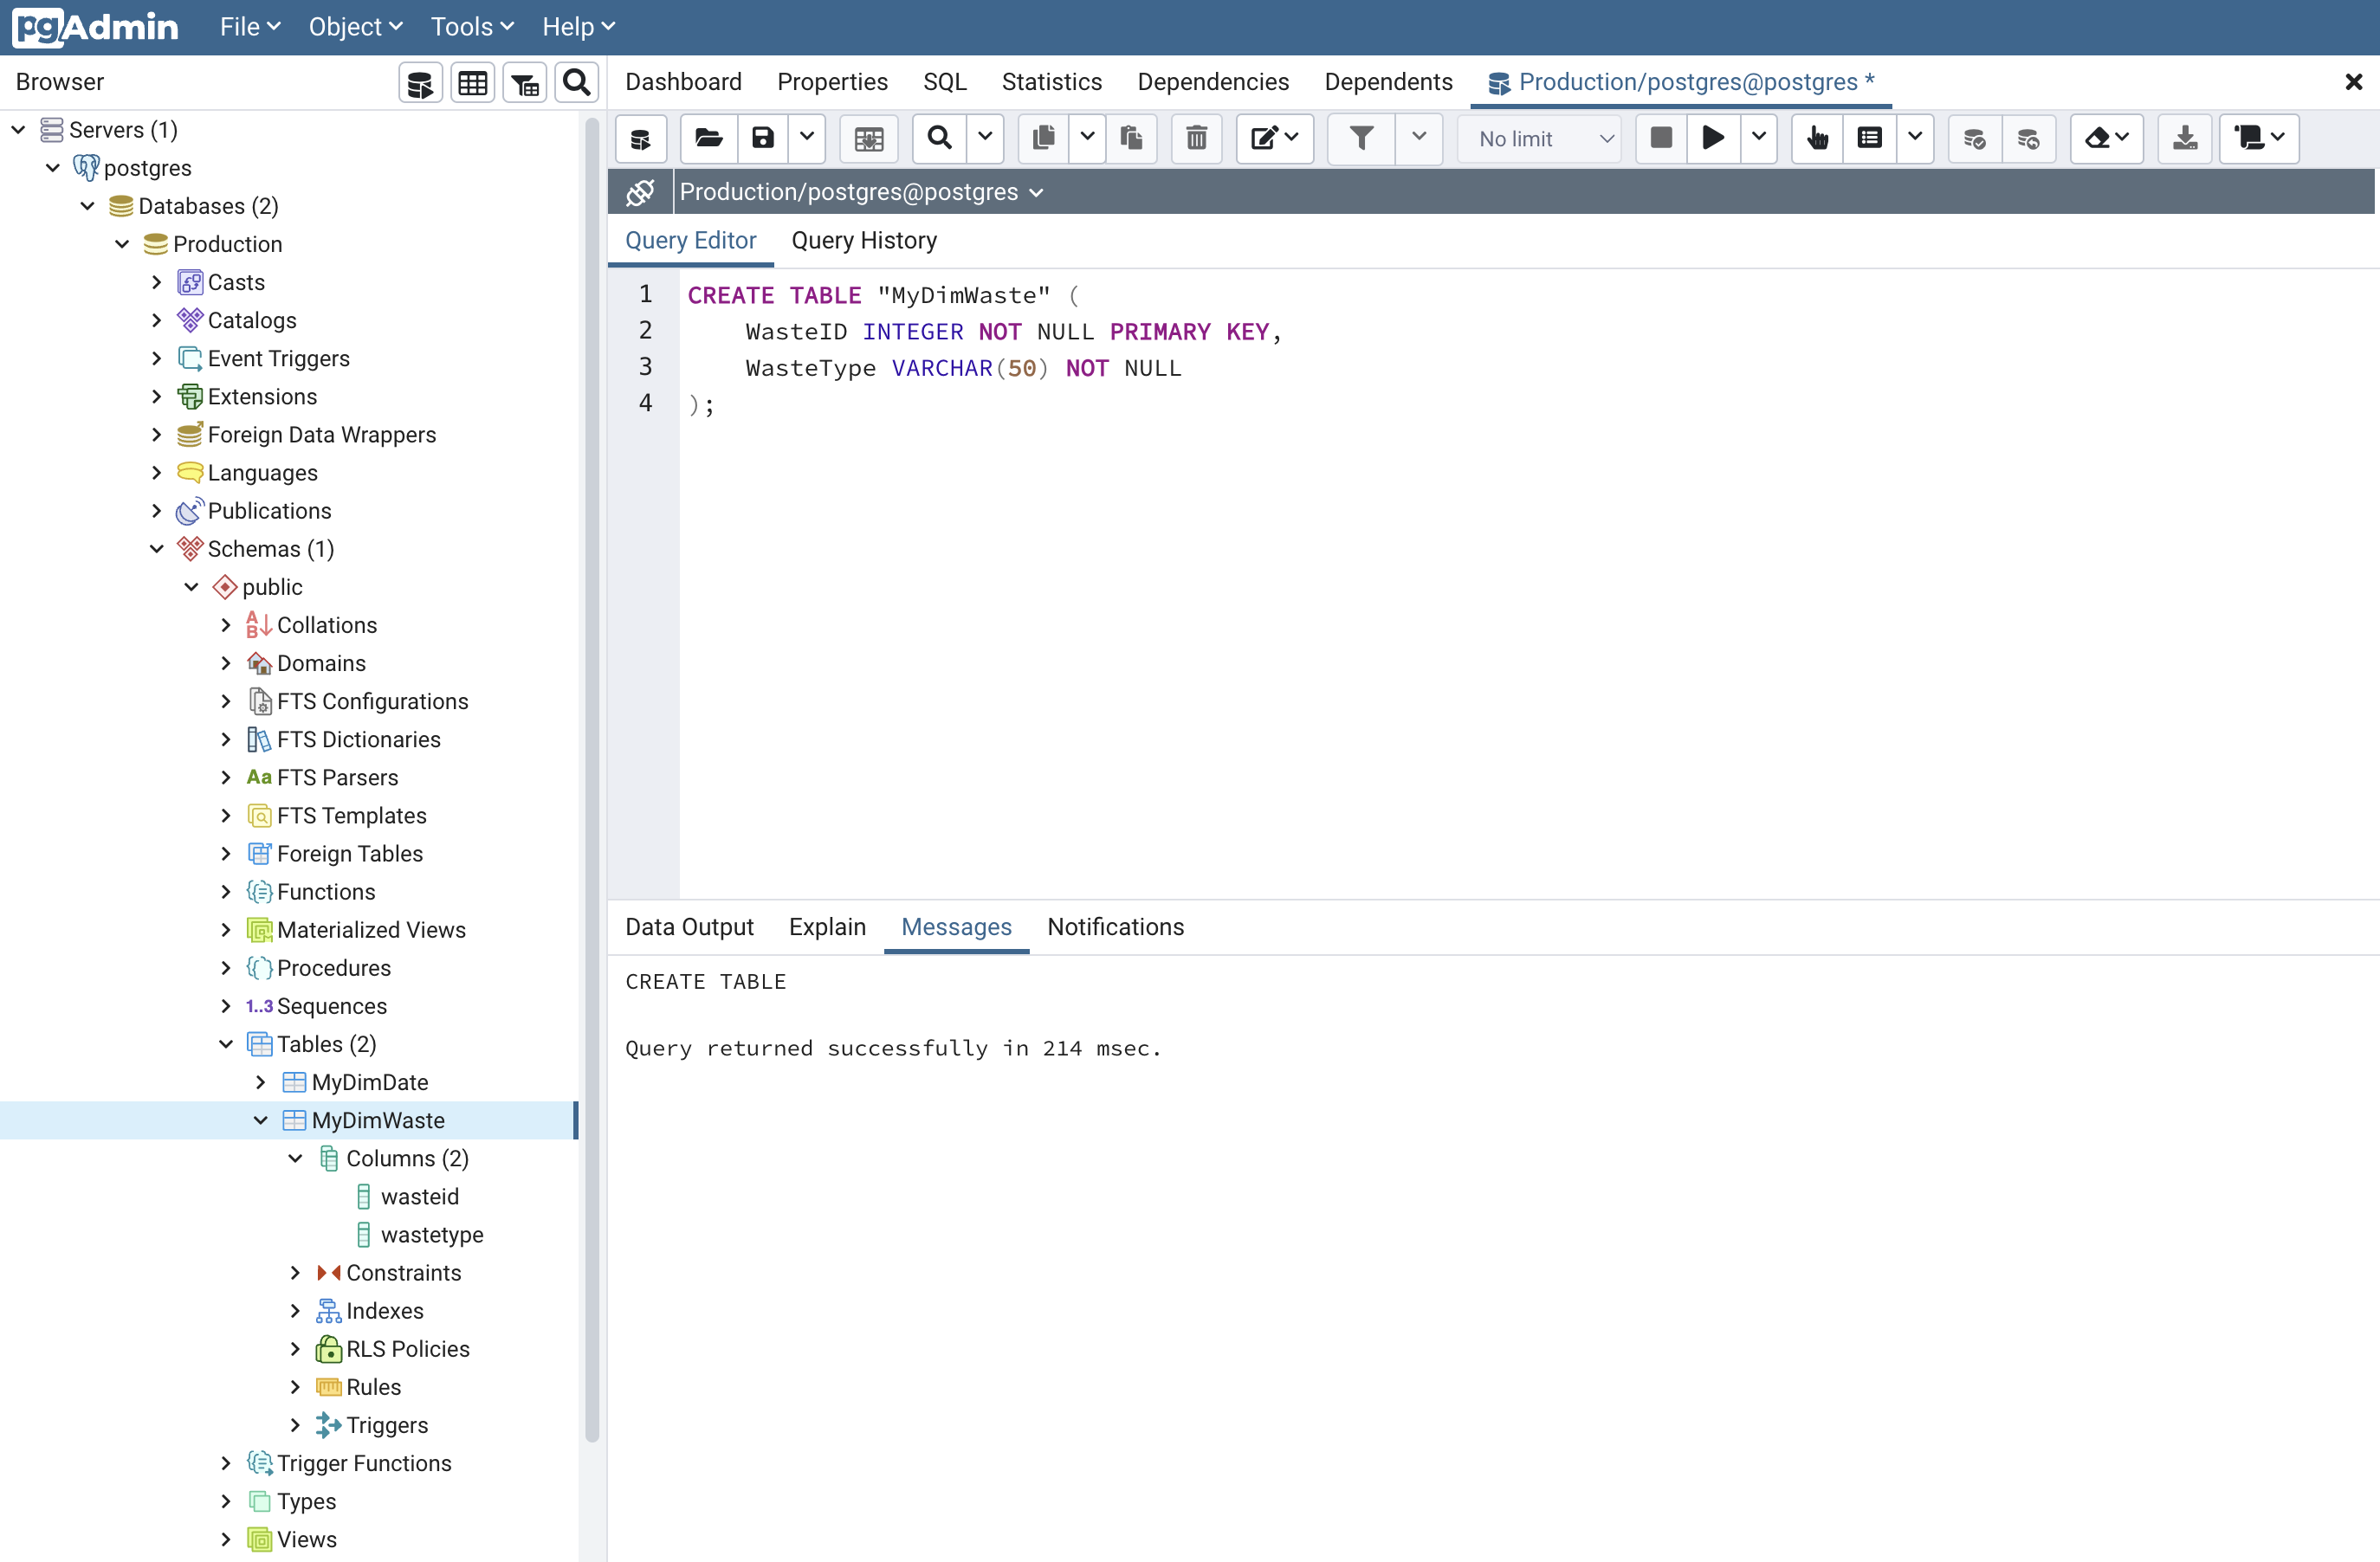 pgAdmin File Object Tools Help
Browser
Dashboard Properties SQL Statistics Dependencies Dependents Production/postgres@postgres *
No limit
Production/postgres@postgres
Query Editor Query History
1 CREATE TABLE "MyDimWaste" (
2 WasteID INTEGER NOT NULL PRIMARY KEY,
3 WasteType VARCHAR(50) NOT NULL
4 );
Data Output Explain Messages Notifications
CREATE TABLE
Query returned successfully in 214 msec.
Servers (1)
postgres
Databases (2)
Production
Casts
Catalogs
Event Triggers
Extensions
Foreign Data Wrappers
Languages
Publications
Schemas (1)
public
Collations
Domains
FTS Configurations
FTS Dictionaries
Aa FTS Parsers
FTS Templates
Foreign Tables
Functions
Materialized Views
Procedures
1..3 Sequences
Tables (2)
MyDimDate
MyDimWaste
Columns (2)
wasteid
wastetype
Constraints
Indexes
RLS Policies
Rules
Triggers
Trigger Functions
Types
Views